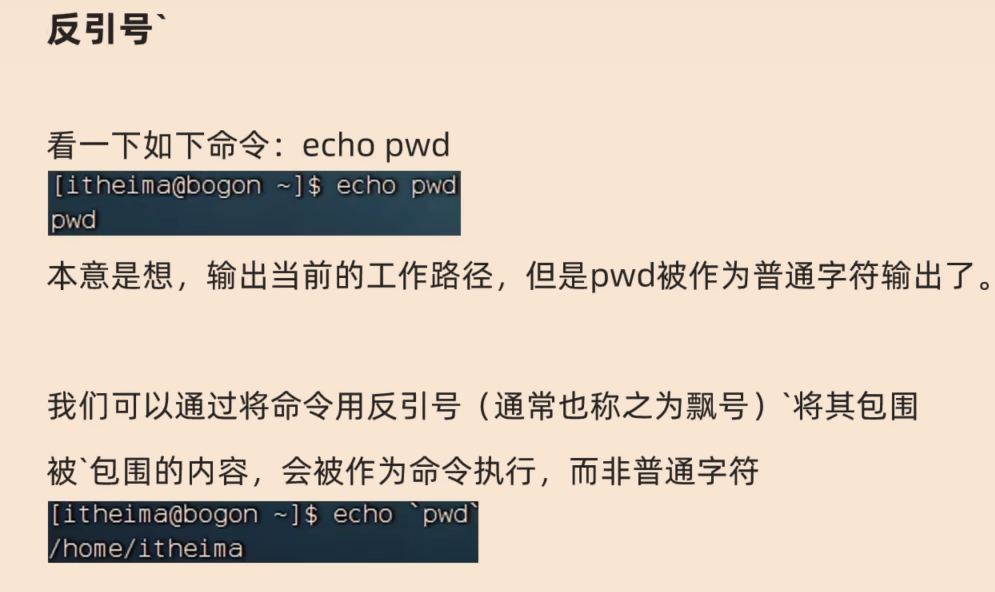 反引号`
看一下如下命令：echo pwd
[itheima@bogon ~]$ echo pwd
pwd
本意是想，输出当前的工作路径，但是pwd被作为普通字符输出了。
我们可以通过将命令用反引号（通常也称之为飘号）`将其包围
被`包围的内容，会被作为命令执行，而非普通字符
[itheima@bogon ~]$ echo `pwd`
/home/itheima